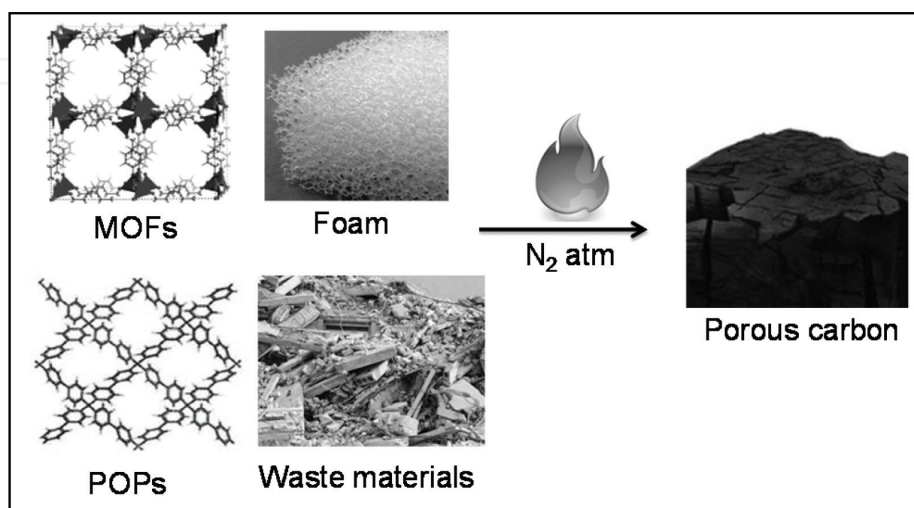 MOFs
Foam
N₂ atm
Porous carbon
POPs
Waste materials